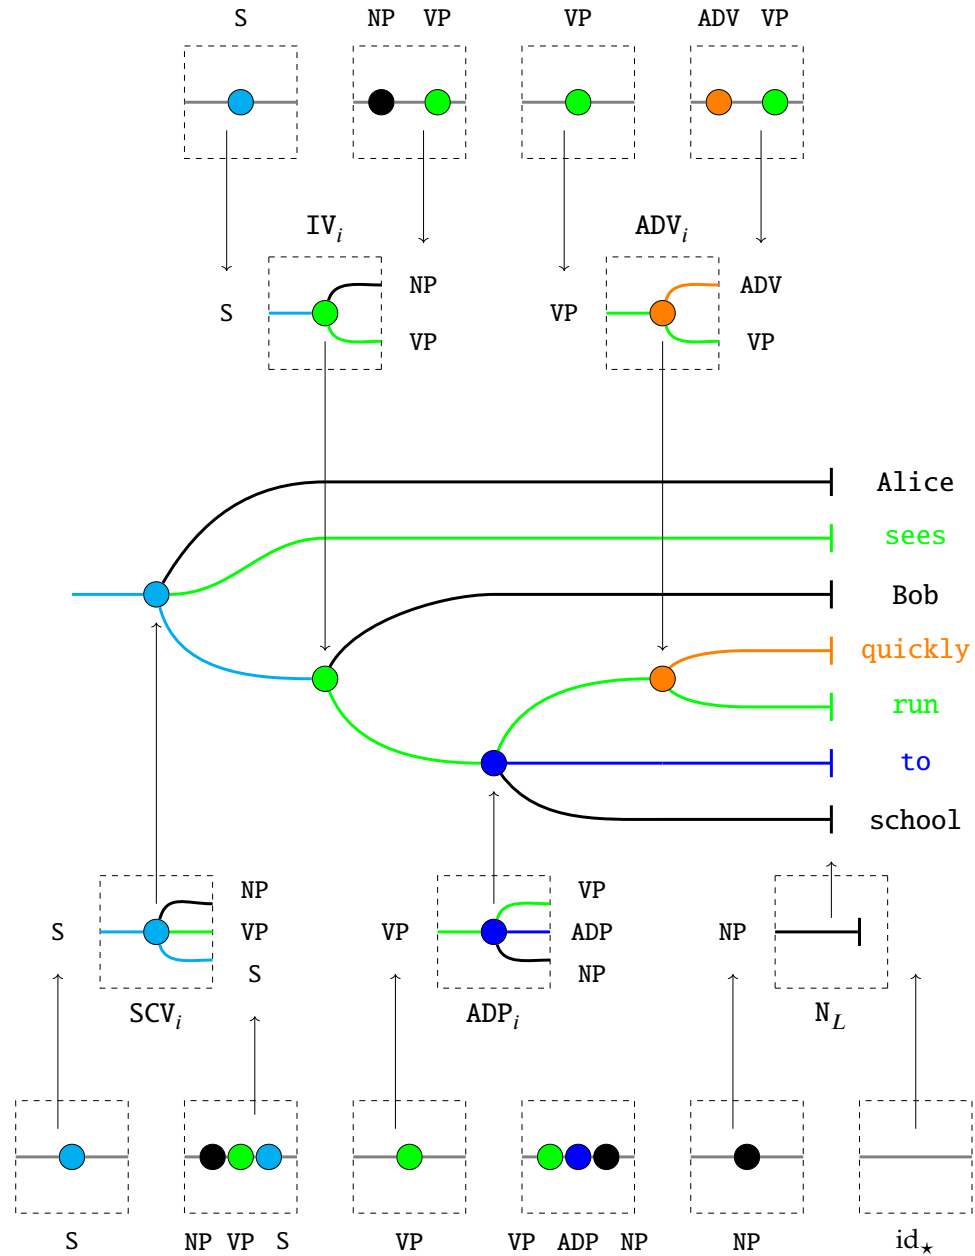 S NP VP VP ADV VP
IV_i ADV_i
NP ADV
S VP
VP VP
Alice
sees
Bob
quickly
run
to
school
NP VP
S VP VP ADP NP
S NP
SCV_i ADP_i N_L
S NP VP S VP VP ADP NP NP id_⋆